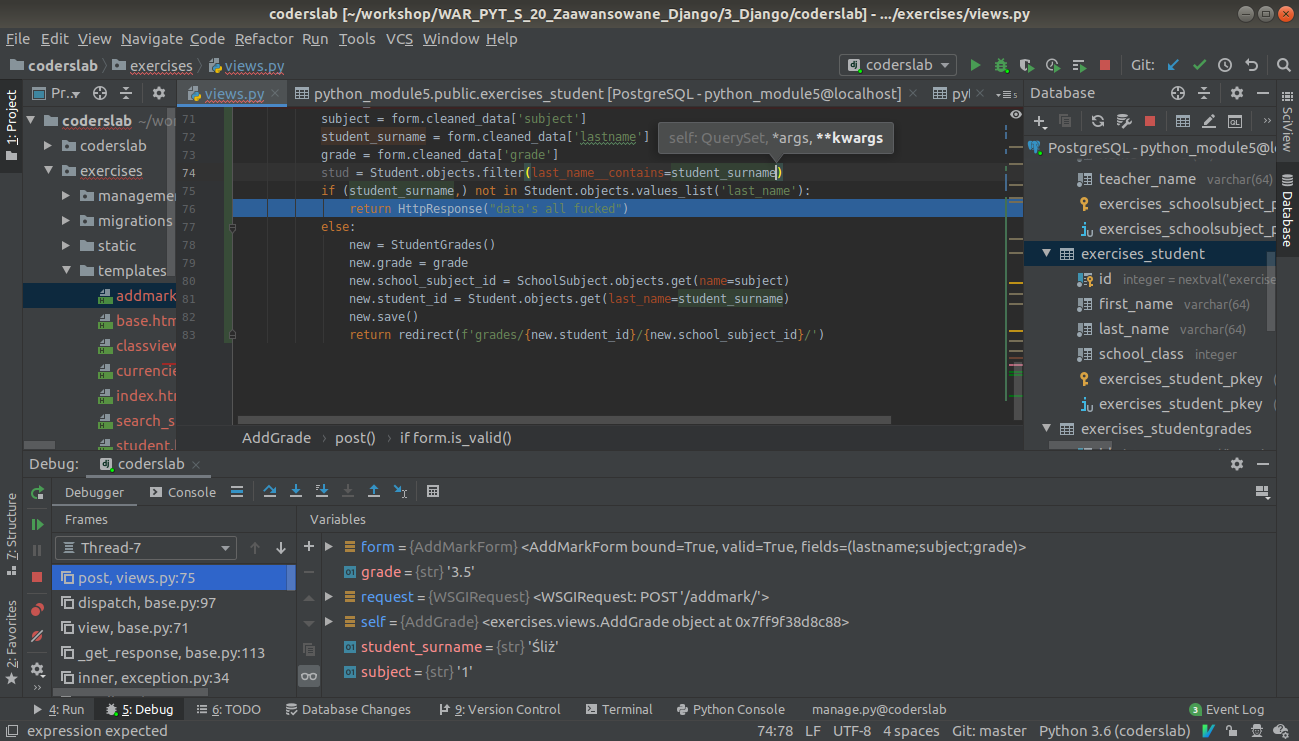 coderslab [~/workshop/WAR_PYT_S_20_Zaawansowane_Django/3_Django/coderslab] - .../exercises/views.py
File Edit View Navigate Code Refactor Run Tools VCS Window Help
coderslab exercises views.py coderslab Git:
1: Project
Pr..
views.py python_module5.public.exercises_student [PostgreSQL - python_module5@localhost] pyl Database
coderslab ~/wor
coderslab
exercises
managemen
migrations
static
templates
addmark
base.htm
classview
currencie
index.htm
search_s
student.
71 subject = form.cleaned_data['subject']
72 student_surname = form.cleaned_data['lastname']
73 grade = form.cleaned_data['grade']
74 stud = Student.objects.filter(last_name__contains=student_surname)
75 if (student_surname,) not in Student.objects.values_list('last_name'):
76 return HttpResponse("data's all fucked")
77 else:
78 new = StudentGrades()
79 new.grade = grade
80 new.school_subject_id = SchoolSubject.objects.get(name=subject)
81 new.student_id = Student.objects.get(last_name=student_surname)
82 new.save()
83 return redirect(f'grades/{new.student_id}/{new.school_subject_id}/')
self: QuerySet, *args, **kwargs
AddGrade › post() › if form.is_valid()
PostgreSQL - python_module5@l
teacher_name varchar(64)
exercises_schoolsubject_p
exercises_schoolsubject_p
exercises_student
id integer = nextval('exercise
first_name varchar(64)
last_name varchar(64)
school_class integer
exercises_student_pkey
exercises_student_pkey
exercises_studentgrades
SciView
Database
Debug: coderslab
Debugger Console
Frames Variables
Thread-7
post, views.py:75
dispatch, base.py:97
view, base.py:71
_get_response, base.py:113
inner, exception.py:34
form = {AddMarkForm} <AddMarkForm bound=True, valid=True, fields=(lastname;subject;grade)>
grade = {str} '3.5'
request = {WSGIRequest} <WSGIRequest: POST '/addmark/'>
self = {AddGrade} <exercises.views.AddGrade object at 0x7ff9f38d8c88>
student_surname = {str} 'Śliż'
subject = {str} '1'
7: Structure
2: Favorites
4: Run 5: Debug 6: TODO Database Changes 9: Version Control Terminal Python Console manage.py@coderslab 3 Event Log
expression expected 74:78 LF UTF-8 4 spaces Git: master Python 3.6 (coderslab)